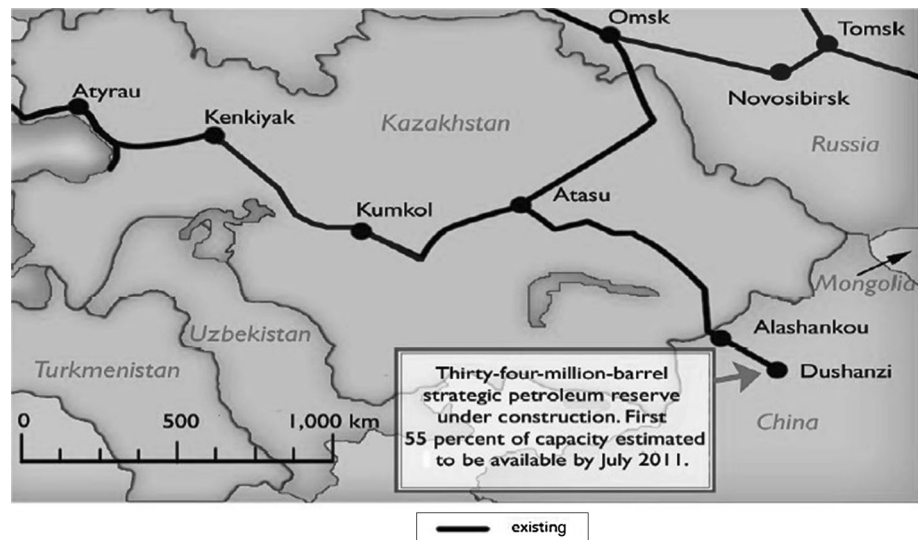 Omsk
Tomsk
Atyrau
Kenkiyak
Kazakhstan
Novosibirsk
Russia
Kumkol
Atasu
Mongolia
Uzbekistan
Alashankou
Turkmenistan
Dushanzi
Thirty-four-million-barrel
strategic petroleum reserve
under construction. First
55 percent of capacity estimated
to be available by July 2011.
0 500 1,000 km
China
existing